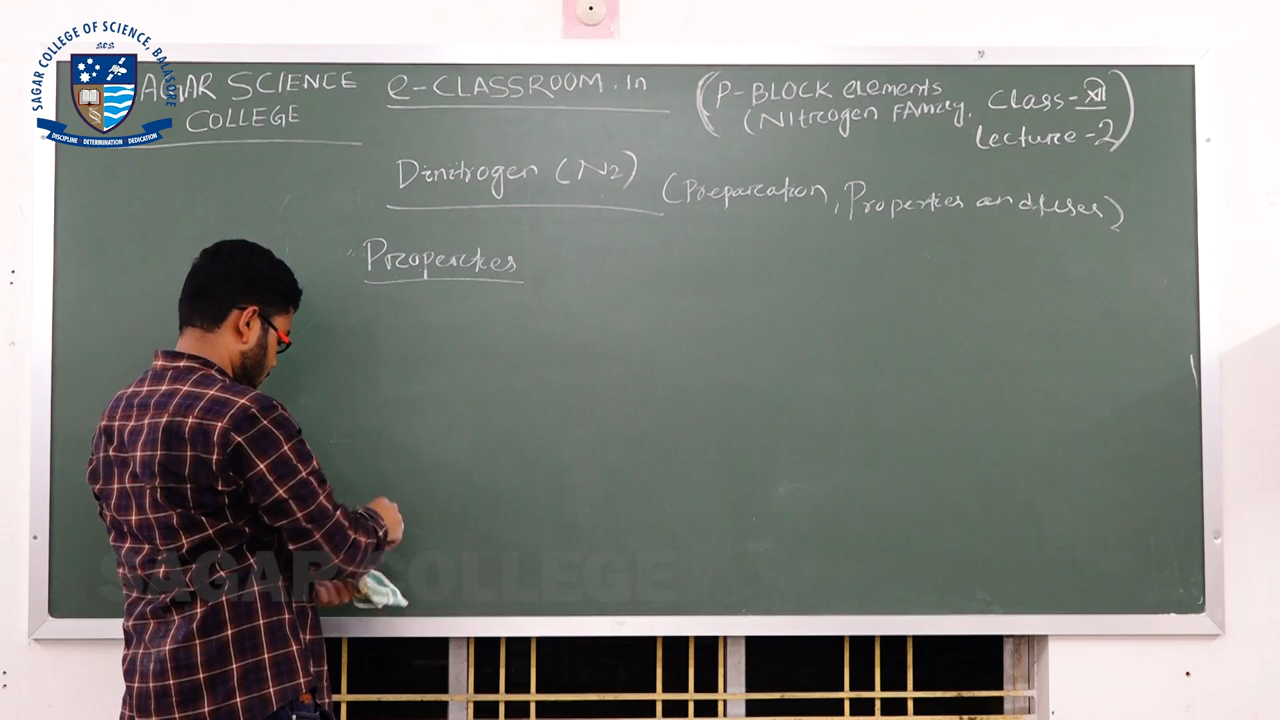 SAGAR COLLEGE OF SCIENCE, BALASORE
SCS
DISCIPLINE DETERMINATION DEDICATION
AGAR SCIENCE
COLLEGE
e-CLASSROOM.In
(P-BLOCK elements
(Nitrogen FAmily, Class-XII
Lecture-2)
Dinitrogen (N2)
(Preparation, Properties and uses)
Properties
SAGAR COLLEGE